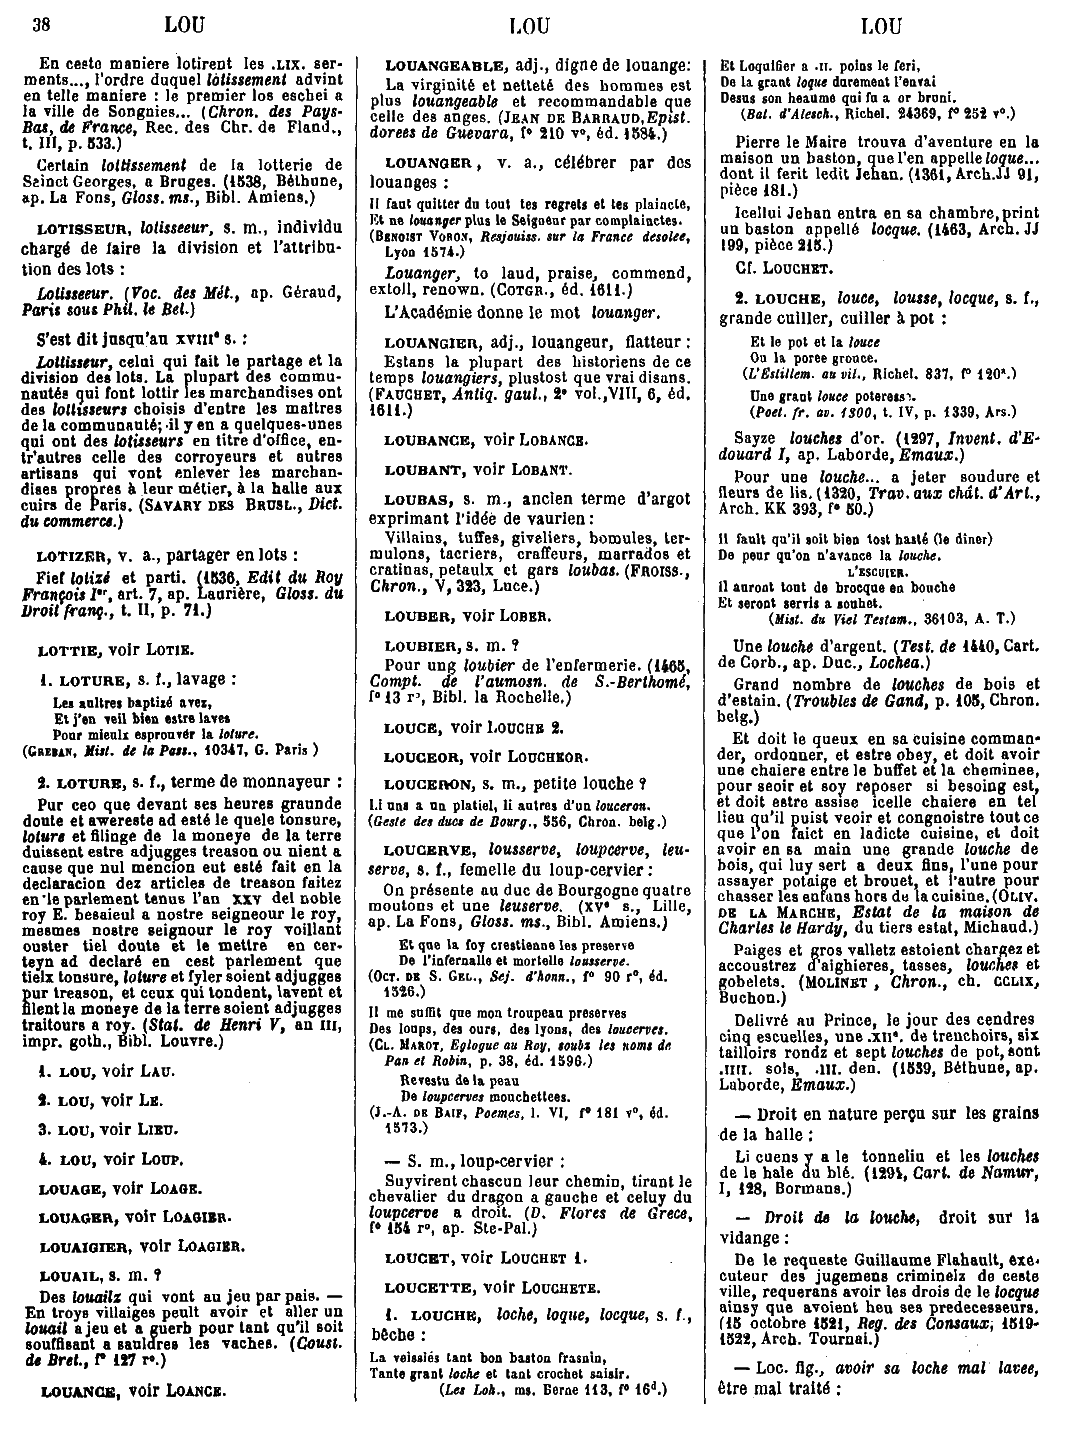 38 LOU LOU LOU
En ceste maniere lotirent les .LIX. ser-
ments..., l'ordre duquel lotissement advint
en telle maniere : le premier los eschei a
la ville de Songnies... (Chron. des Pays-
Bas, de France, Rec. des Chr. de Fland.,
t. III, p. 533.)
Certain lottissement de la lotterie de
Sainct Georges, a Bruges. (1538, Béthune,
ap. La Fons, Gloss. ms., Bibl. Amiens.)
LOTISSEUR, lotisseeur, s. m., individu
chargé de faire la division et l'attribu-
tion des lots :
Lotisseeur. (Voc. des Mét., ap. Géraud,
Paris sous Phil. le Bel.)
S'est dit jusqu'au XVIIIe s. :
Lottisseur, celui qui fait le partage et la
division des lots. La plupart des commu-
nautés qui font lottir les marchandises ont
des lottisseurs choisis d'entre les maîtres
de la communauté; il y en a quelques-unes
qui ont des lotisseurs en titre d'office, en-
tr'autres celle des corroyeurs et autres
artisans qui vont enlever les marchan-
dises propres à leur métier, à la halle aux
cuirs de Paris. (SAVARY DES BRUSL., Dict.
du commerce.)
LOTIZER, v. a., partager en lots :
Fief lotizé et parti. (1536, Edit du Roy
François Ier, art. 7, ap. Laurière, Gloss. du
Droit franç., t. II, p. 71.)
LOTTIE, voir LOTIE.
1. LOTURE, s. f., lavage :
Les aultres baptizé avez,
Et j'en veil bien estre lavés
Pour mieulx esprouvér la loture.
(GREBAN, Mist. de la Pass., 10347, G. Paris )
2. LOTURE, s. f., terme de monnayeur :
Pur ceo que devant ses heures graunde
doute et awereste ad esté le quele tonsure,
loture et filinge de la moneye de la terre
duissent estre adjugges treason ou nient a
cause que nul mencion eut esté fait en la
declaracion dez articles de treason faitez
en le parlement tenus l'an XXV del noble
roy E. besaieul a nostre seigneour le roy,
mesmes nostre seignour le roy voillant
ouster tiel doute et le mettre en cer-
teyn ad declaré en cest parlement que
tielx tonsure, loture et fyler soient adjugges
pur treason, et ceux qui tondent, lavent et
filent la moneye de la terre soient adjugges
traitours a roy. (Stat. de Henri V, an III,
impr. goth., Bibl. Louvre.)
1. LOU, voir LAU.
2. LOU, voir LE.
3. LOU, voir LIEU.
4. LOU, voir LOUP.
LOUAGE, voir LOAGE.
LOUAGER, voir LOAGIER.
LOUAIGIER, voir LOAGIER.
LOUAIL, s. m. ?
Des louailz qui vont au jeu par pais. —
En troys villaiges peult avoir et aller un
louail a jeu et a guerb pour tant qu'il soit
souffisant a sauldres les vaches. (Coust.
de Bret., f° 127 r°.)
LOUANCE, voir LOANCE.
LOUANGEABLE, adj., digne de louange:
La virginité et netteté des hommes est
plus louangeable et recommandable que
celle des anges. (JEAN DE BARRAUD, Epist.
dorees de Guevara, f° 210 v°, éd. 1584.)
LOUANGER, v. a., célébrer par des
louanges :
Il faut quitter du tout tes regrets et tes plaincte,
Et ne louanger plus le Seigneur par complainctes.
(BENOIST VORON, Resjouiss. sur la France desolee,
Lyon 1574.)
Louanger, to laud, praise, commend,
extoll, renown. (COTGR., éd. 1611.)
L'Académie donne le mot louanger.
LOUANGIER, adj., louangeur, flatteur :
Estans la plupart des historiens de ce
temps louangiers, plustost que vrai disans.
(FAUCHET, Antiq. gaul., 2e vol., VIII, 6, éd.
1611.)
LOUBANCE, voir LOBANCE.
LOUBANT, voir LOBANT.
LOUBAS, s. m., ancien terme d'argot
exprimant l'idée de vaurien :
Villains, tuffes, giveliers, bomules, ter-
mulons, tacriers, craffeurs, marrados et
cratinas, petaulx et gars loubas. (FROISS.,
Chron., V, 323, Luce.)
LOUBER, voir LOBER.
LOUBIER, s. m. ?
Pour ung loubier de l'enfermerie. (1465,
Compt. de l'aumosn. de S.-Berthomé,
f° 13 r°, Bibl. la Rochelle.)
LOUCE, voir LOUCHE 2.
LOUCEOR, voir LOUCHEOR.
LOUCERON, s. m., petite louche ?
Li uns a un platiel, li autres d'un louceron.
(Geste des ducs de Bourg., 556, Chron. belg.)
LOUCERVE, lousserve, loupcerve, leu-
serve, s. f., femelle du loup-cervier :
On présente au duc de Bourgogne quatre
moutons et une leuserve. (XVe s., Lille,
ap. La Fons, Gloss. ms., Bibl. Amiens.)
Et que la foy crestienne les preserve
De l'infernalle et mortelle lousserve.
(OCT. DE S. GEL., Sej. d'honn., f° 90 r°, éd.
1526.)
Il me suffit que mon troupeau preserves
Des loups, des ours, des lyons, des loucerves.
(CL. MAROT, Eglogue au Roy, soubs les noms de
Pan et Robin, p. 38, éd. 1596.)
Revestu de la peau
De loupcerves mouchettees.
(J.-A. DE BAIF, Poemes, l. VI, f° 181 v°, éd.
1573.)
— S. m., loup-cervier :
Suyvirent chascun leur chemin, tirant le
chevalier du dragon a gauche et celuy du
loupcerve a droit. (D. Flores de Grece,
f° 154 r°, ap. Ste-Pal.)
LOUCET, voir LOUCHET 1.
LOUCETTE, voir LOUCHETE.
1. LOUCHE, loche, loque, locque, s. f.,
bêche :
La veissiés tant bon baston frasnin,
Tante grant loche et tant crochet saisir.
(Les Loh., ms. Berne 113, f° 16d.)
Et Loquifier a .II. poins le feri,
De la grant loque durement l'envai
Desus son heaume qui fu a or bruni.
(Bat. d'Alesch., Richel. 24369, f° 252 v°.)
Pierre le Maire trouva d'aventure en la
maison un baston, que l'en appelle loque...
dont il ferit ledit Jehan. (1361, Arch. JJ 91,
pièce 181.)
Icellui Jehan entra en sa chambre, print
un baston appellé locque. (1463, Arch. JJ
199, pièce 215.)
Cf. LOUCHET.
2. LOUCHE, louce, lousse, locque, s. f.,
grande cuiller, cuiller à pot :
Et le pot et la louce
Ou la poree grouce.
(L'Estillem. au vil., Richel. 837, f° 120a.)
Une grant louce poteresse.
(Poet. fr. av. 1300, t. IV, p. 1339, Ars.)
Sayze louches d'or. (1297, Invent. d'E-
douard I, ap. Laborde, Emaux.)
Pour une louche... a jeter soudure et
fleurs de lis. (1320, Trav. aux chât. d'Art.,
Arch. KK 393, f° 50.)
Il fault qu'il soit bien tost hasté (le diner)
De peur qu'on n'avance la louche.
L'ESCUIER.
Il auront tout de brocque en bouche
Et seront servis a souhet.
(Mist. du Viel Testam., 36103, A. T.)
Une louche d'argent. (Test. de 1440, Cart.
de Corb., ap. Duc., Lochea.)
Grand nombre de louches de bois et
d'estain. (Troubles de Gand, p. 105, Chron.
belg.)
Et doit le queux en sa cuisine comman-
der, ordonner, et estre obey, et doit avoir
une chaiere entre le buffet et la cheminee,
pour seoir et soy reposer si besoing est,
et doit estre assise icelle chaiere en tel
lieu qu'il puist veoir et congnoistre tout ce
que l'on faict en ladicte cuisine, et doit
avoir en sa main une grande louche de
bois, qui luy sert a deux fins, l'une pour
assayer potaige et brouet, et l'autre pour
chasser les enfans hors de la cuisine. (OLIV.
DE LA MARCHE, Estat de la maison de
Charles le Hardy, du tiers estat, Michaud.)
Paiges et gros valletz estoient chargez et
accoustrez d'aighieres, tasses, louches et
gobelets. (MOLINET, Chron., ch. CCLIX,
Buchon.)
Delivré au Prince, le jour des cendres
cinq escuelles, une .XIIe. de trenchoirs, six
tailloirs rondz et sept louches de pot, sont
.IIII. sols, .III. den. (1539, Béthune, ap.
Laborde, Emaux.)
— Droit en nature perçu sur les grains
de la halle :
Li cuens y a le tonneliu et les louches
de le hale au blé. (1294, Cart. de Namur,
I, 128, Bormans.)
— Droit de la louche, droit sur la
vidange :
De le requeste Guillaume Flahault, exe-
cuteur des jugemens criminelz de ceste
ville, requerans avoir les drois de le locque
ainsy que avoient heu ses predecesseurs.
(15 octobre 1521, Reg. des Consaux, 1519-
1522, Arch. Tournai.)
— Loc. fig., avoir sa loche mal lavee,
être mal traité :